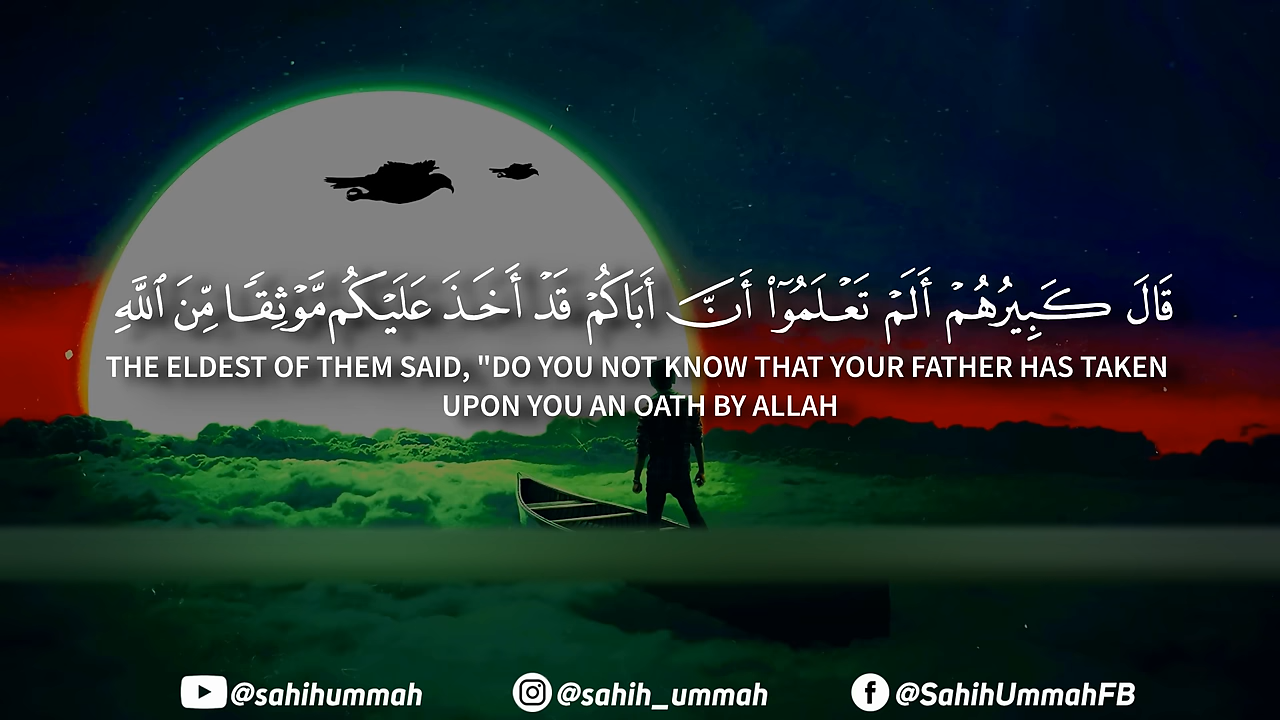 قَالَ كَبِيرُهُمْ أَلَمْ تَعْلَمُوٓا۟ أَنَّ أَبَاكُمْ قَدْ أَخَذَ عَلَيْكُم مَّوْثِقًا مِّنَ ٱللَّهِ
THE ELDEST OF THEM SAID, "DO YOU NOT KNOW THAT YOUR FATHER HAS TAKEN
UPON YOU AN OATH BY ALLAH
@sahihummah @sahih_ummah @SahihUmmahFB